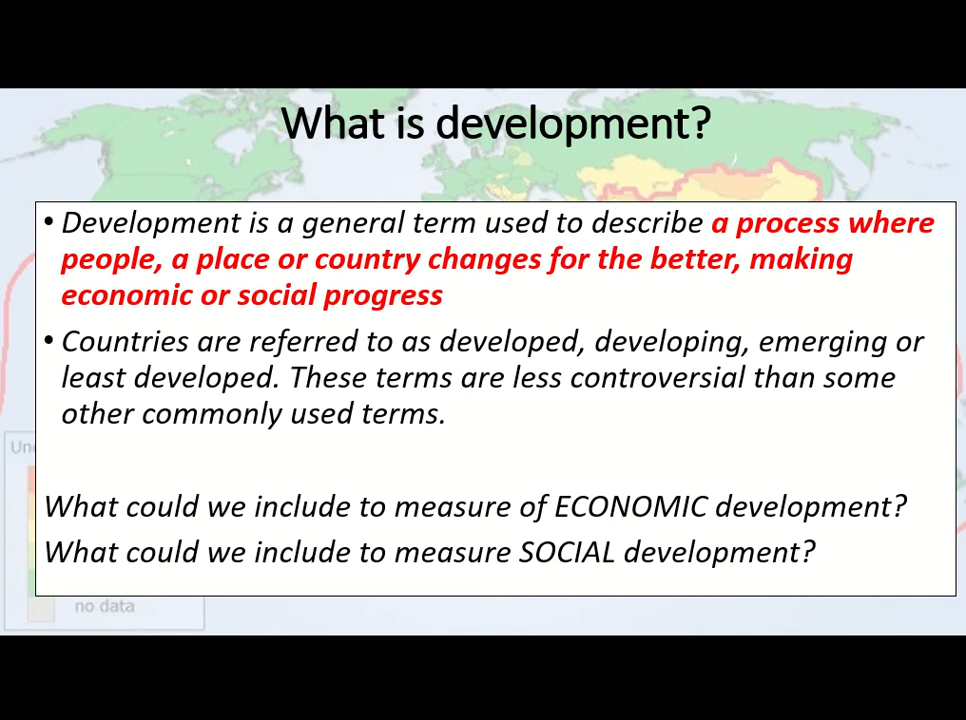 What is development?
• Development is a general term used to describe a process where
people, a place or country changes for the better, making
economic or social progress
• Countries are referred to as developed, developing, emerging or
least developed. These terms are less controversial than some
other commonly used terms.
What could we include to measure of ECONOMIC development?
What could we include to measure SOCIAL development?
no data